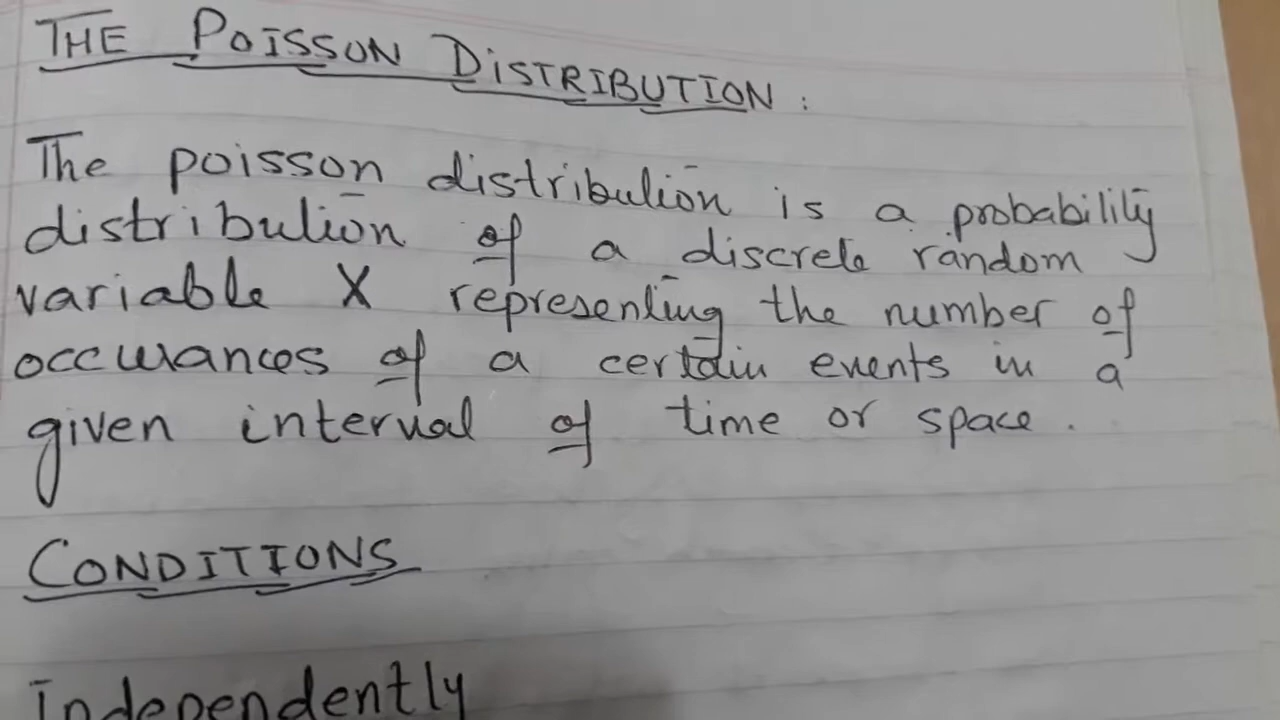 THE POISSON DISTRIBUTION :
The poisson distribution is a probability
distribution of a discrete random
variable X representing the number of
occurances of a certain events in a
given interval of time or space .
CONDITIONS
Independently